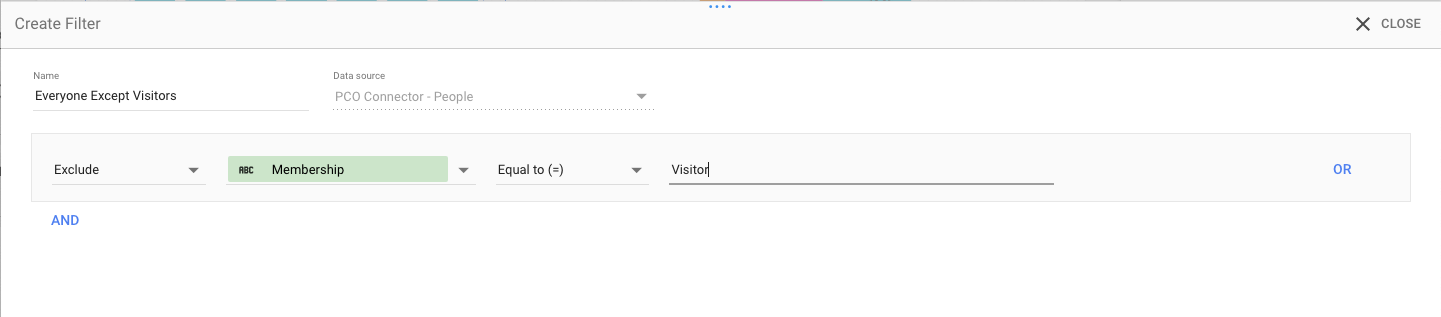 Create Filter
CLOSE
Name
Data source
Everyone Except Visitors
PCO Connector - People
Exclude
ABC Membership
Equal to (=)
Visitor
OR
AND